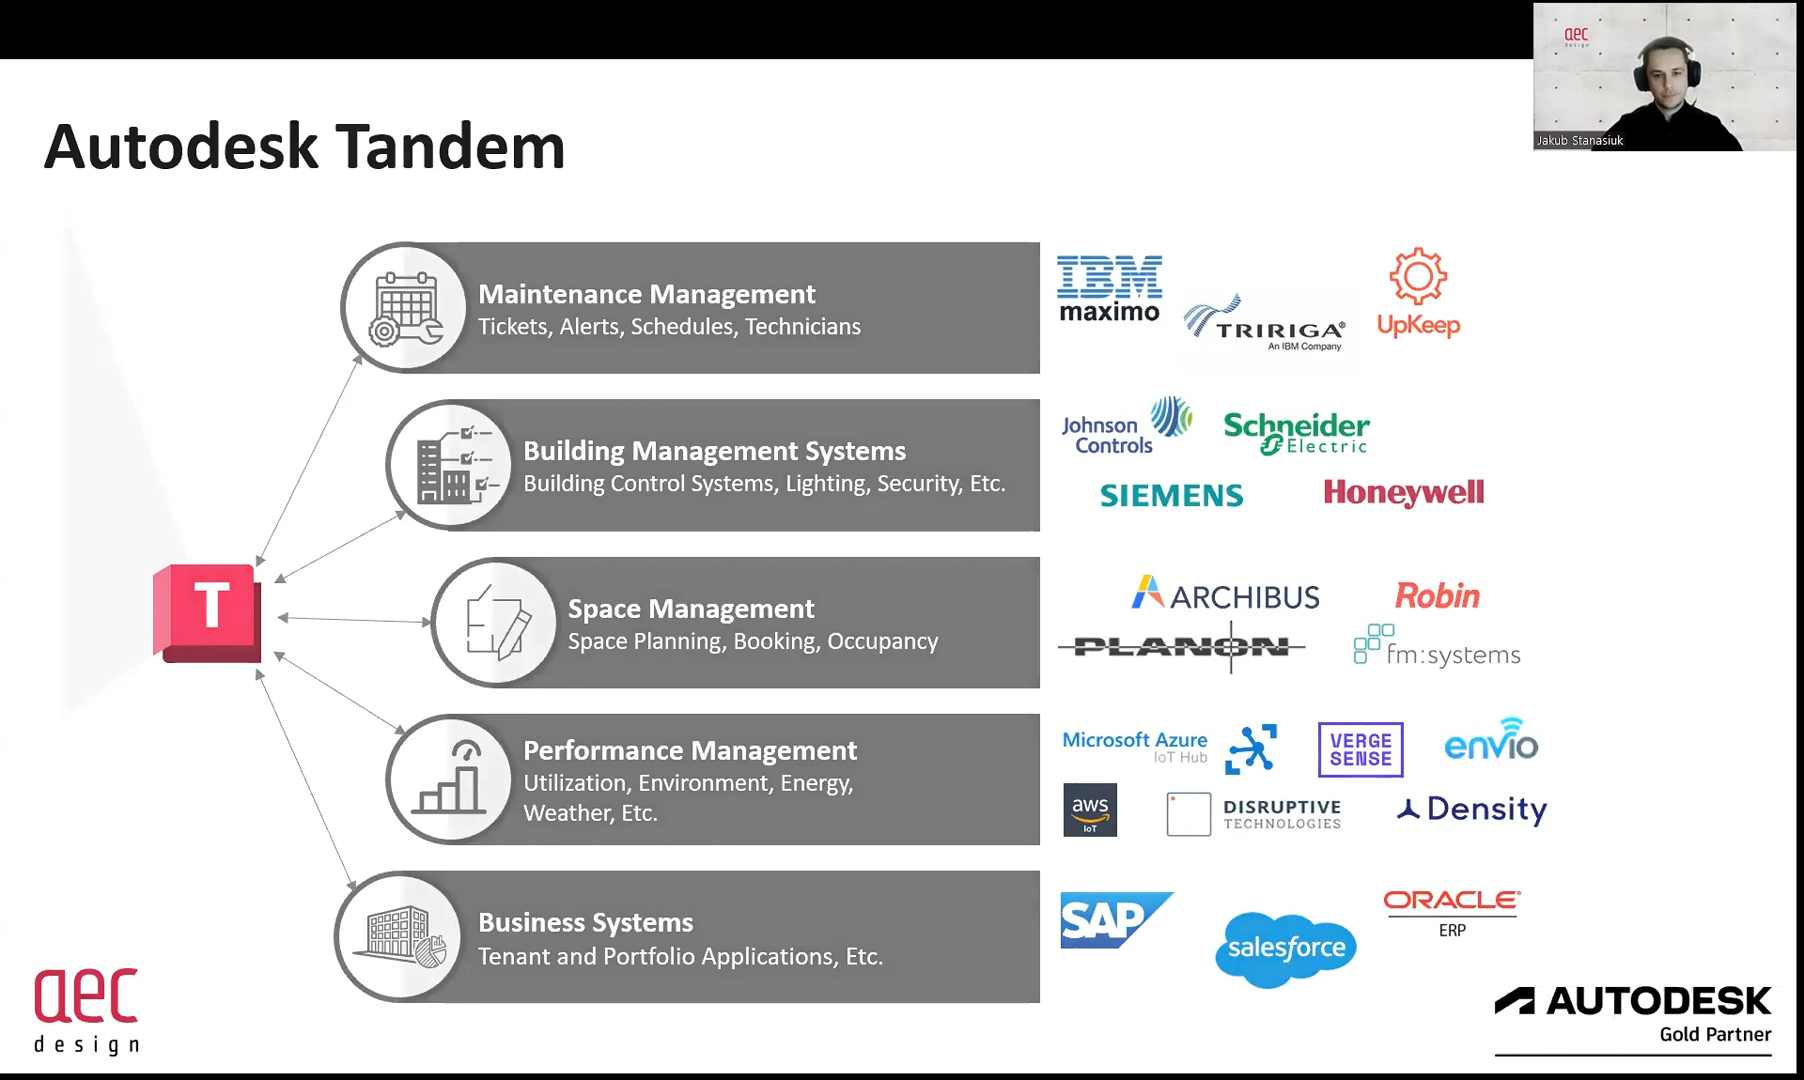 aec
design
Jakub Stanasiuk
Autodesk Tandem
Maintenance Management
Tickets, Alerts, Schedules, Technicians
IBM
maximo
TRIRIGA®
An IBM Company
UpKeep
Building Management Systems
Building Control Systems, Lighting, Security, Etc.
Johnson
Controls
Schneider
Electric
SIEMENS
Honeywell
T
Space Management
Space Planning, Booking, Occupancy
ARCHIBUS
Robin
PLANON
fm:systems
Performance Management
Utilization, Environment, Energy,
Weather, Etc.
Microsoft Azure
IoT Hub
VERGE
SENSE
envio
aws
IoT
DISRUPTIVE
TECHNOLOGIES
Density
Business Systems
Tenant and Portfolio Applications, Etc.
SAP
salesforce
ORACLE®
ERP
aec
design
AUTODESK
Gold Partner